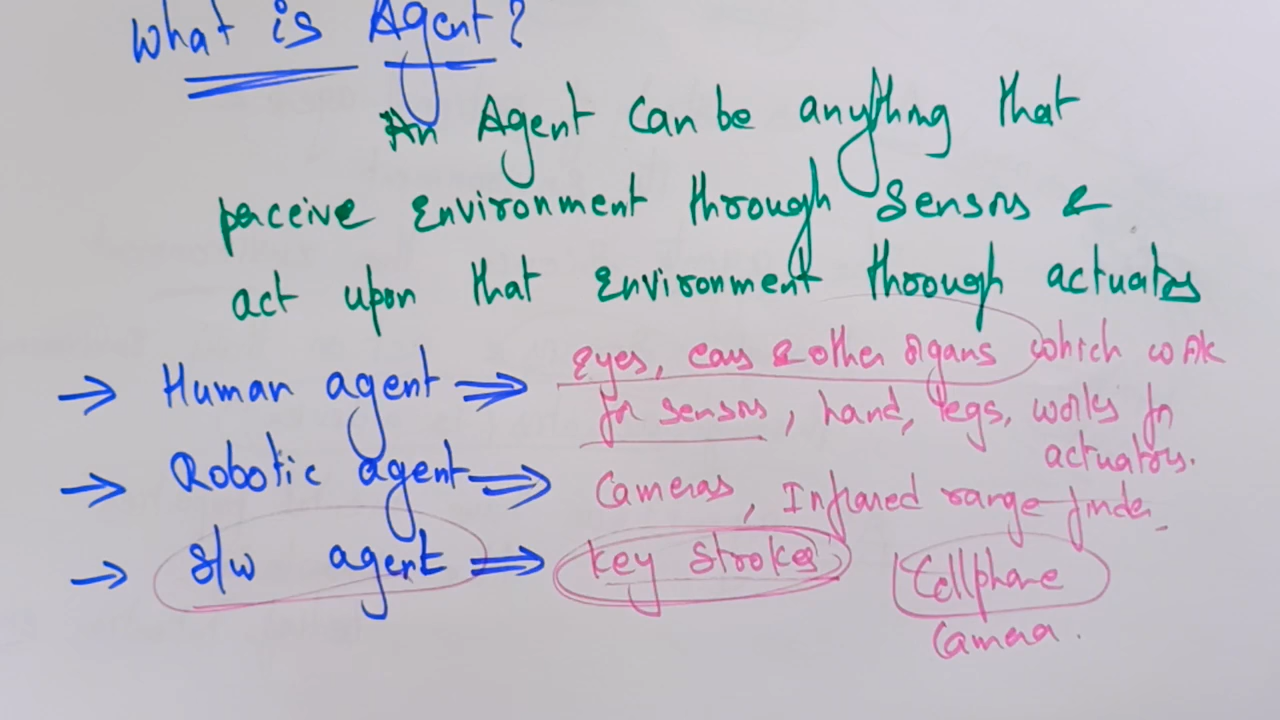 What is Agent?
An Agent can be anything that
perceive Environment through Sensors &
act upon that Environment through actuators
→ Human agent ⇒ Eyes, ears & other organs which work
for sensors, hand, legs, works for
actuators.
→ Robotic agent ⇒ Cameras, Infrared range finder
→ S/w agent ⇒ key strokes Cellphone
Camera.